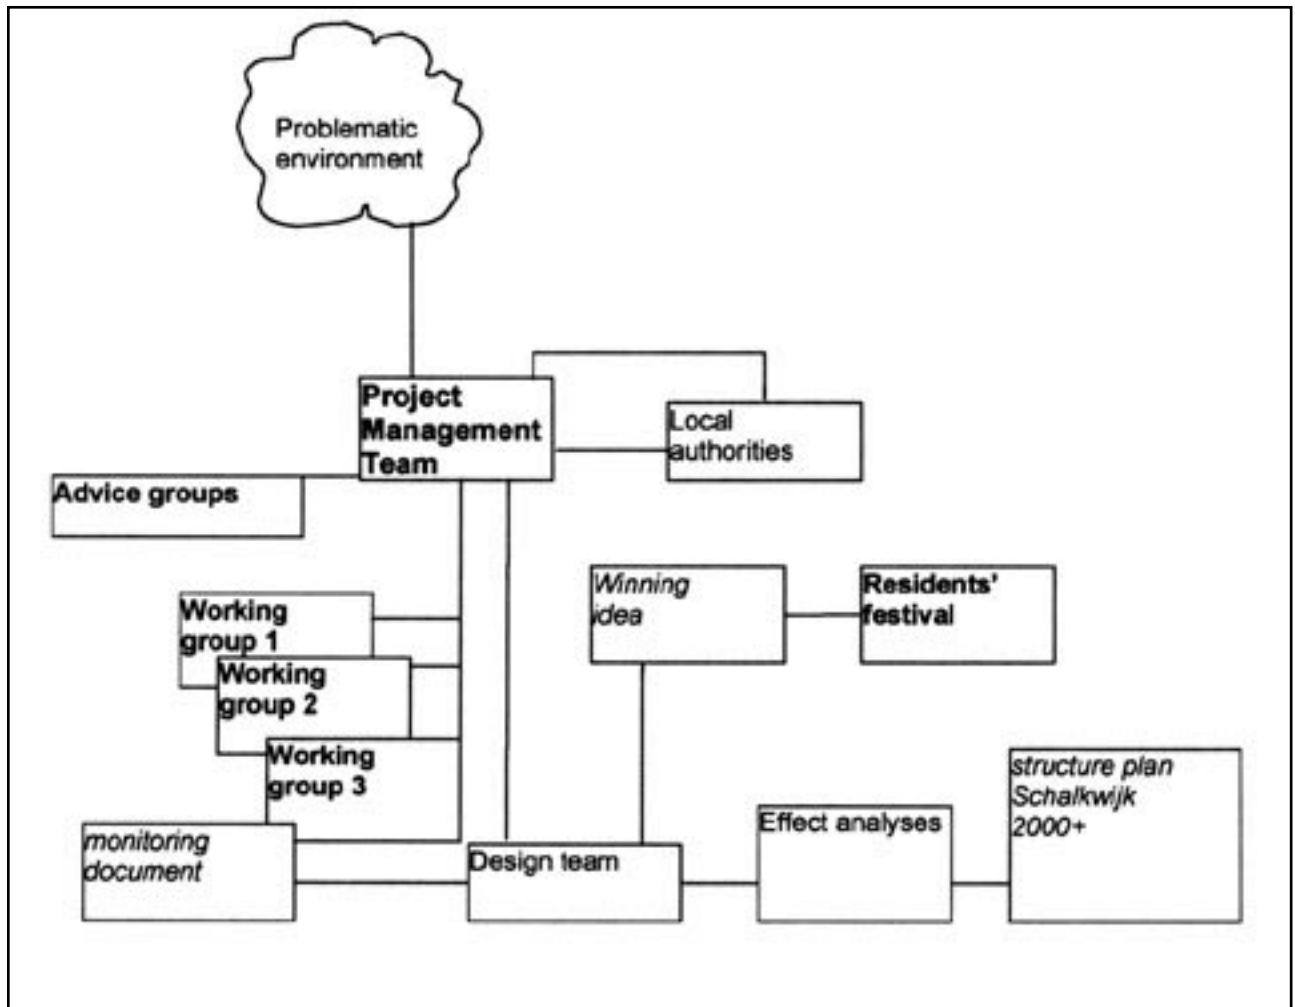 Problematic
environment
Project
Management
Team
Local
authorities
Advice groups
Winning
idea
Residents'
festival
Working
group 1
Working
group 2
Working
group 3
structure plan
Schalkwijk
2000+
Effect analyses
monitoring
document
Design team